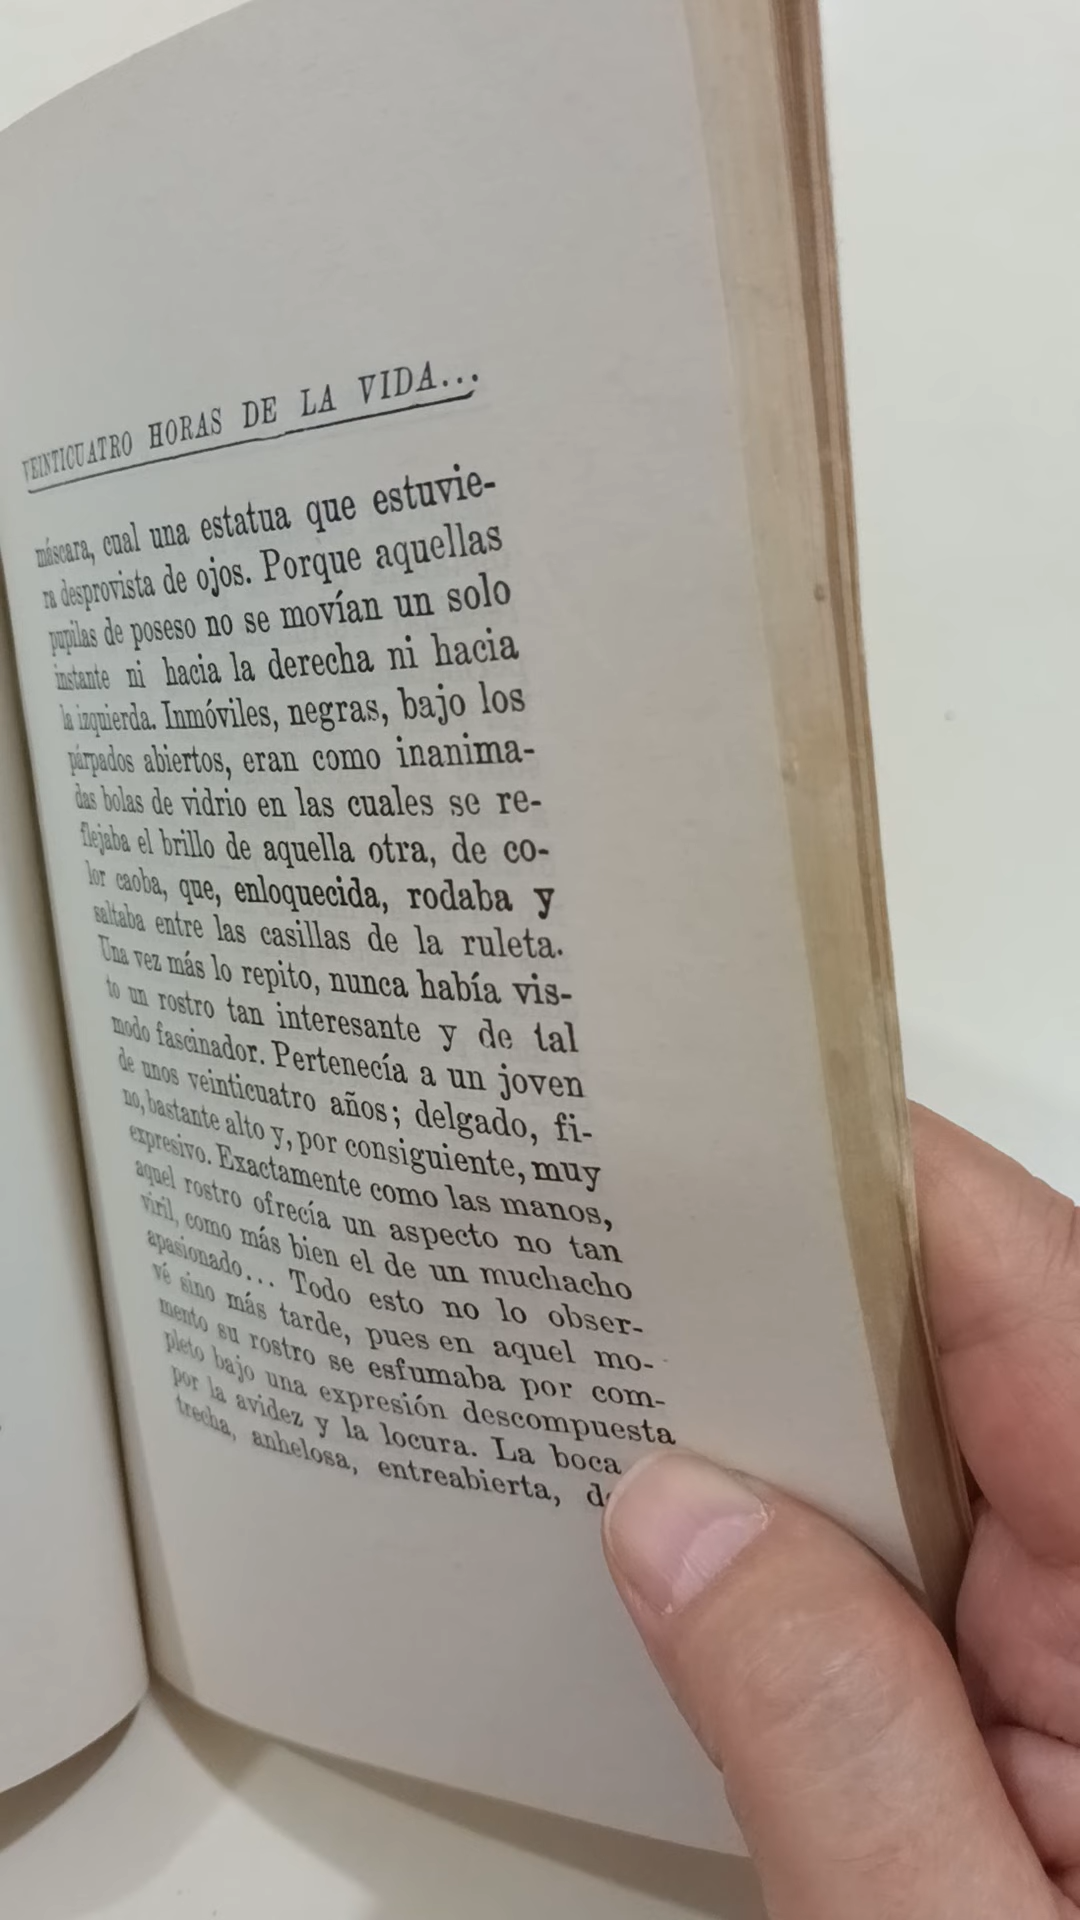 VEINTICUATRO HORAS DE LA VIDA...
máscara, cual una estatua que estuvie-
ra desprovista de ojos. Porque aquellas
pupilas de poseso no se movían un solo
instante ni hacia la derecha ni hacia
la izquierda. Inmóviles, negras, bajo los
párpados abiertos, eran como inanima-
das bolas de vidrio en las cuales se re-
flejaba el brillo de aquella otra, de co-
lor caoba, que, enloquecida, rodaba y
saltaba entre las casillas de la ruleta.
Una vez más lo repito, nunca había vis-
to un rostro tan interesante y de tal
modo fascinador. Pertenecía a un joven
de unos veinticuatro años; delgado, fi-
no, bastante alto y, por consiguiente, muy
expresivo. Exactamente como las manos,
aquel rostro ofrecía un aspecto no tan
viril, como más bien el de un muchacho
apasionado... Todo esto no lo obser-
vé sino más tarde, pues en aquel mo-
mento su rostro se esfumaba por com-
pleto bajo una expresión descompuesta
por la avidez y la locura. La boca
trecha, anhelosa, entreabierta,